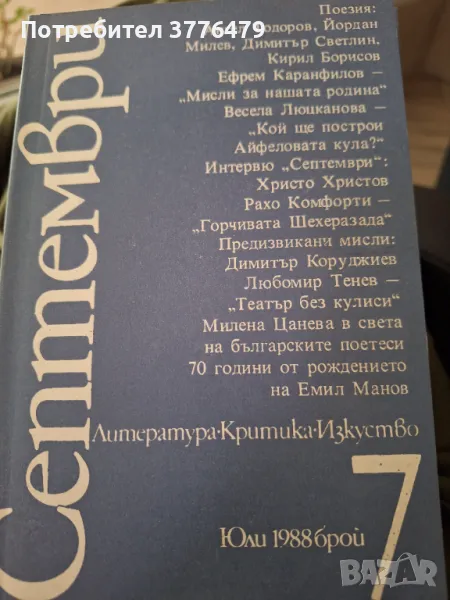 Потребител 3776479
Септември
Поезия:
Тодоров, Йордан
Милев, Димитър Светлин,
Кирил Борисов
Ефрем Каранфилов —
„Мисли за нашата родина“
Весела Люцканова —
„Кой ще построи
Айфеловата кула?“
Интервю „Септември“:
Христо Христов
Рахо Комфорти —
„Горчивата Шехеразада“
Предизвикани мисли:
Димитър Коруджиев
Любомир Тенев —
„Театър без кулиси“
Милена Цанева в света
на българските поетеси
70 години от рождението
на Емил Манов
Литература·Критика·Изкуство
7
Юли 1988 брой
BAZAR